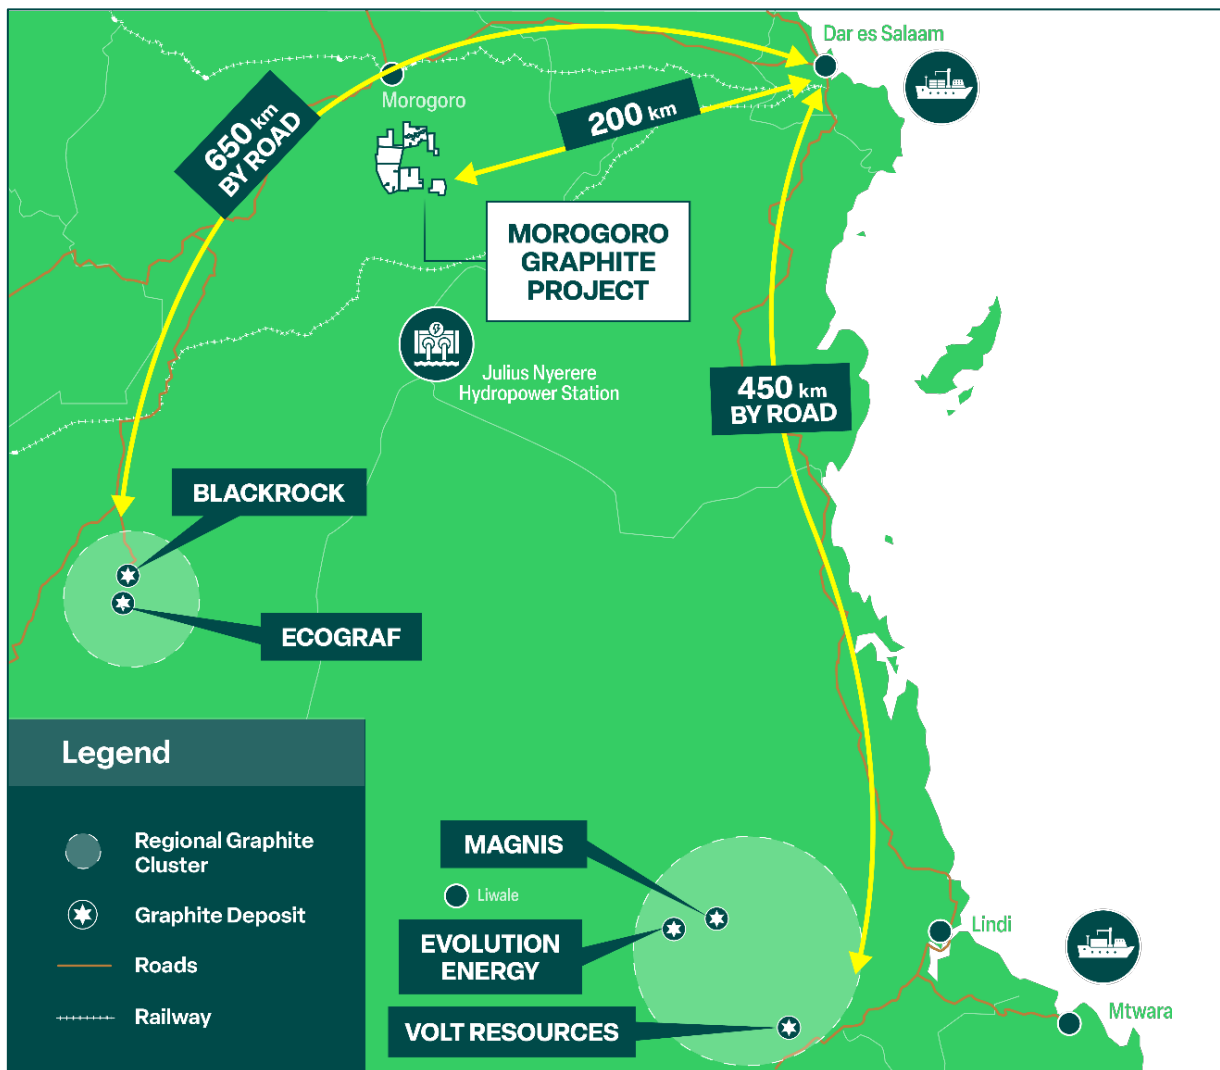 Dar es Salaam
Morogoro
650 km
BY ROAD
200 km
MOROGORO
GRAPHITE
PROJECT
Julius Nyerere
Hydropower Station
450 km
BY ROAD
BLACKROCK
ECOGRAF
Legend
Regional Graphite
Cluster
Graphite Deposit
Roads
Railway
MAGNIS
Liwale
EVOLUTION
ENERGY
VOLT RESOURCES
Lindi
Mtwara